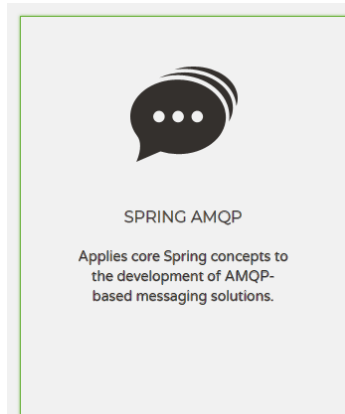 SPRING AMQP
Applies core Spring concepts to
the development of AMQP-
based messaging solutions.